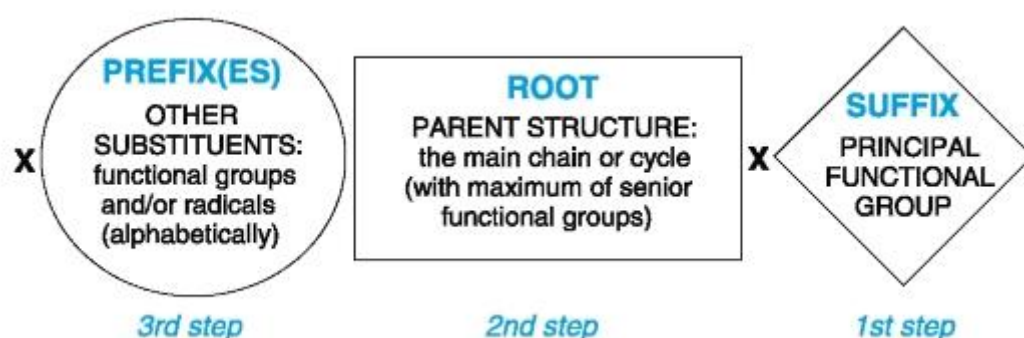 PREFIX(ES)
OTHER
SUBSTITUENTS:
functional groups
and/or radicals
(alphabetically)
X
3rd step
ROOT
PARENT STRUCTURE:
the main chain or cycle
(with maximum of senior
functional groups)
2nd step
X
SUFFIX
PRINCIPAL
FUNCTIONAL
GROUP
1st step